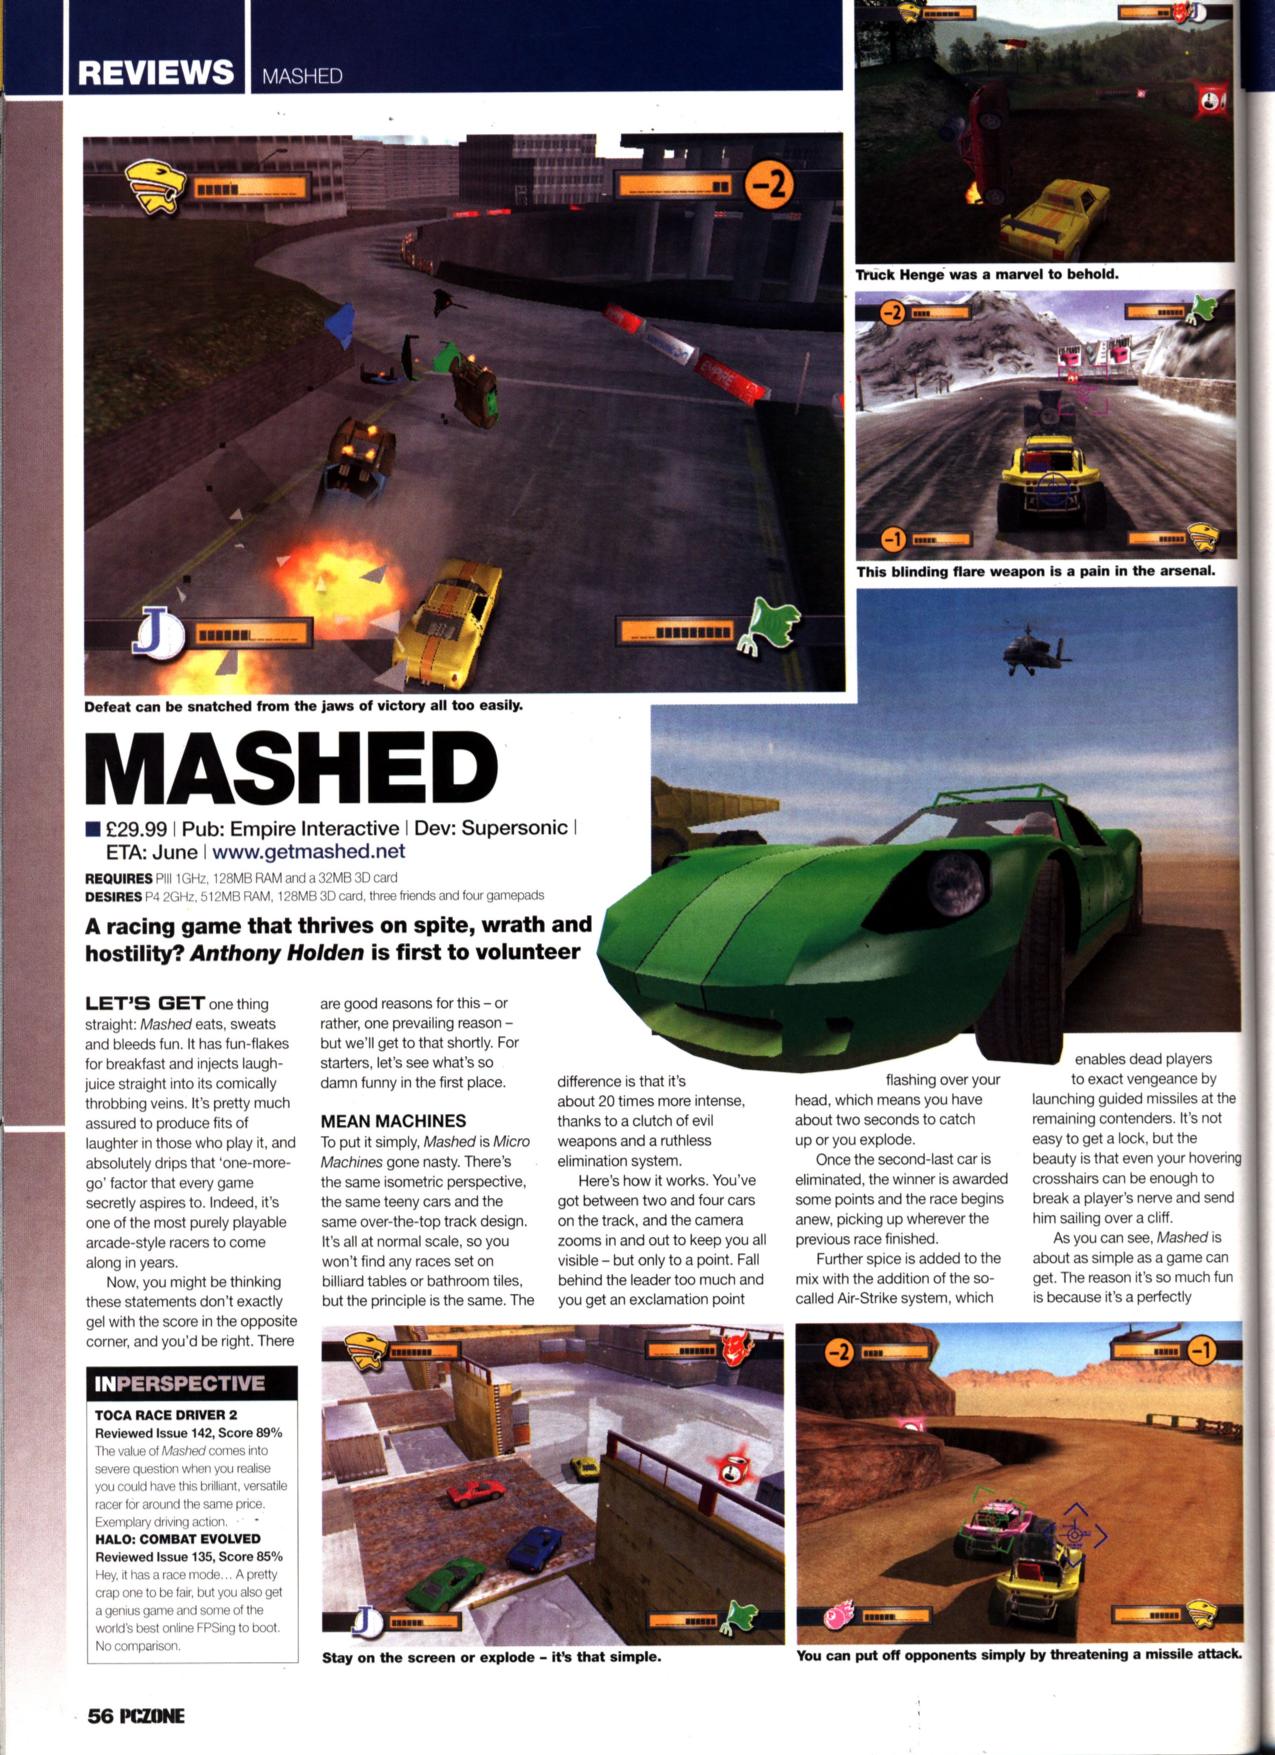 REVIEWS MASHED
-2
Truck Henge was a marvel to behold.
-2
-1
This blinding flare weapon is a pain in the arsenal.
EMPIRE
J
Defeat can be snatched from the jaws of victory all too easily.
MASHED
£29.99 | Pub: Empire Interactive | Dev: Supersonic |
ETA: June | www.getmashed.net
REQUIRES PIII 1GHz, 128MB RAM and a 32MB 3D card
DESIRES P4 2GHz, 512MB RAM, 128MB 3D card, three friends and four gamepads
A racing game that thrives on spite, wrath and
hostility? Anthony Holden is first to volunteer
LET'S GET one thing
straight: Mashed eats, sweats
and bleeds fun. It has fun-flakes
for breakfast and injects laugh-
juice straight into its comically
throbbing veins. It's pretty much
assured to produce fits of
laughter in those who play it, and
absolutely drips that 'one-more-
go' factor that every game
secretly aspires to. Indeed, it's
one of the most purely playable
arcade-style racers to come
along in years.
Now, you might be thinking
these statements don't exactly
gel with the score in the opposite
corner, and you'd be right. There
are good reasons for this – or
rather, one prevailing reason –
but we'll get to that shortly. For
starters, let's see what's so
damn funny in the first place.
MEAN MACHINES
To put it simply, Mashed is Micro
Machines gone nasty. There's
the same isometric perspective,
the same teeny cars and the
same over-the-top track design.
It's all at normal scale, so you
won't find any races set on
billiard tables or bathroom tiles,
but the principle is the same. The
difference is that it's
about 20 times more intense,
thanks to a clutch of evil
weapons and a ruthless
elimination system.
Here's how it works. You've
got between two and four cars
on the track, and the camera
zooms in and out to keep you all
visible – but only to a point. Fall
behind the leader too much and
you get an exclamation point
flashing over your
head, which means you have
about two seconds to catch
up or you explode.
Once the second-last car is
eliminated, the winner is awarded
some points and the race begins
anew, picking up wherever the
previous race finished.
Further spice is added to the
mix with the addition of the so-
called Air-Strike system, which
enables dead players
to exact vengeance by
launching guided missiles at the
remaining contenders. It's not
easy to get a lock, but the
beauty is that even your hovering
crosshairs can be enough to
break a player's nerve and send
him sailing over a cliff.
As you can see, Mashed is
about as simple as a game can
get. The reason it's so much fun
is because it's a perfectly
INPERSPECTIVE
TOCA RACE DRIVER 2
Reviewed Issue 142, Score 89%
The value of Mashed comes into
severe question when you realise
you could have this brilliant, versatile
racer for around the same price.
Exemplary driving action.
HALO: COMBAT EVOLVED
Reviewed Issue 135, Score 85%
Hey, it has a race mode... A pretty
crap one to be fair, but you also get
a genius game and some of the
world's best online FPSing to boot.
No comparison.
J
Stay on the screen or explode – it's that simple.
-2
-1
You can put off opponents simply by threatening a missile attack.
56 PCZONE